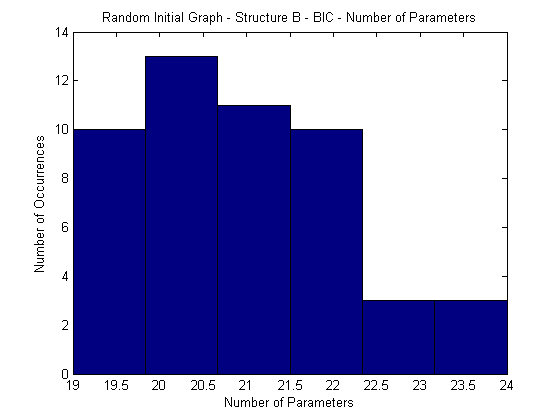 Random Initial Graph - Structure B - BIC - Number of Parameters
14
12
10
8
6
4
2
0
Number of Occurrences
19 19.5 20 20.5 21 21.5 22 22.5 23 23.5 24
Number of Parameters